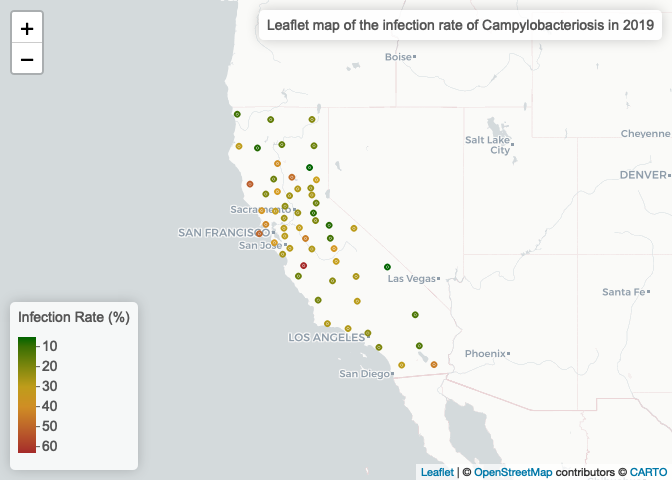 +
Leaflet map of the infection rate of Campylobacteriosis in 2019
−
Boise
Salt Lake
City
Cheyenne
DENVER
Sacramento
SAN FRANCISCO
San Jose
Las Vegas
Santa Fe
Infection Rate (%)
10
20
30
40
50
60
LOS ANGELES
Phoenix
San Diego
Leaflet | © OpenStreetMap contributors © CARTO